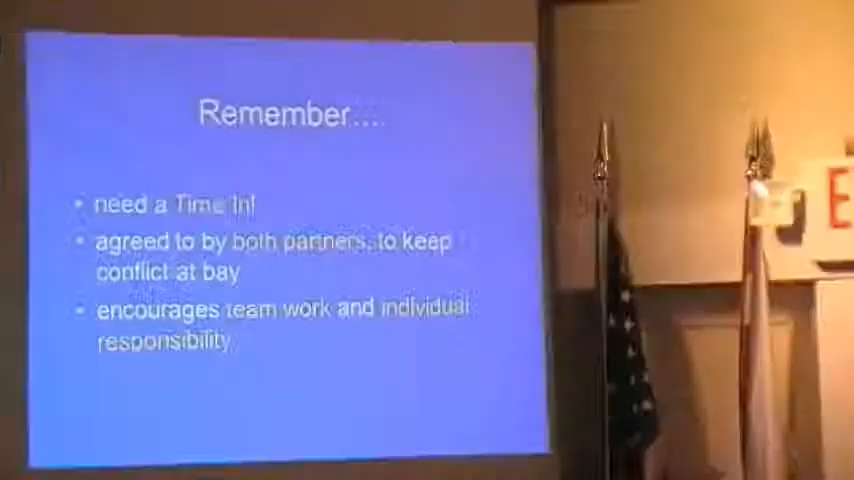 Remember....
• need a Time In!
• agreed to by both partners, to keep
conflict at bay
• encourages team work and individual
responsibility
E